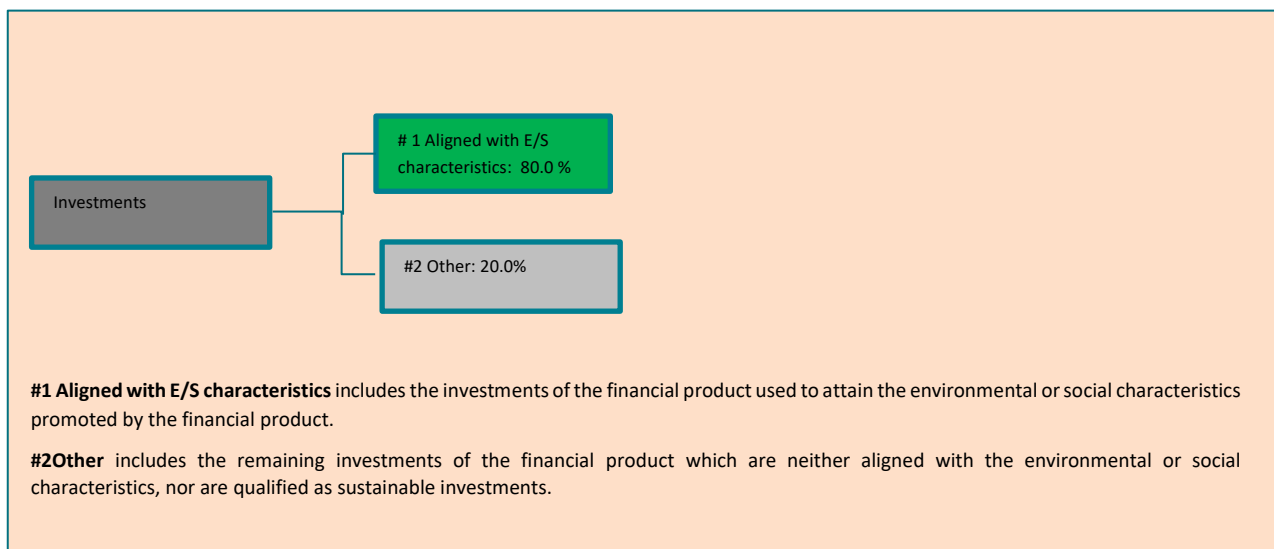 # 1 Aligned with E/S
characteristics: 80.0 %
Investments
#2 Other: 20.0%
#1 Aligned with E/S characteristics includes the investments of the financial product used to attain the environmental or social characteristics
promoted by the financial product.
#2Other includes the remaining investments of the financial product which are neither aligned with the environmental or social
characteristics, nor are qualified as sustainable investments.